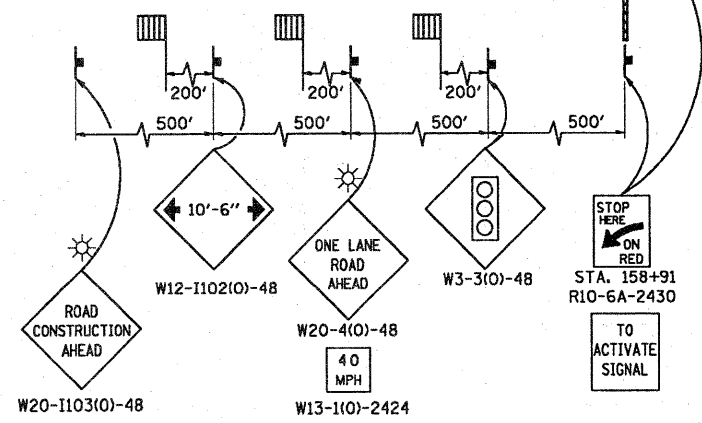 200' 200' 200'
500' 500' 500' 500'
10'-6"
W12-I102(O)-48
ROAD
CONSTRUCTION
AHEAD
W20-I103(O)-48
ONE LANE
ROAD
AHEAD
W20-4(O)-48
40
MPH
W13-1(O)-2424
W3-3(O)-48
STOP
HERE
ON
RED
STA. 158+91
R10-6A-2430
TO
ACTIVATE
SIGNAL